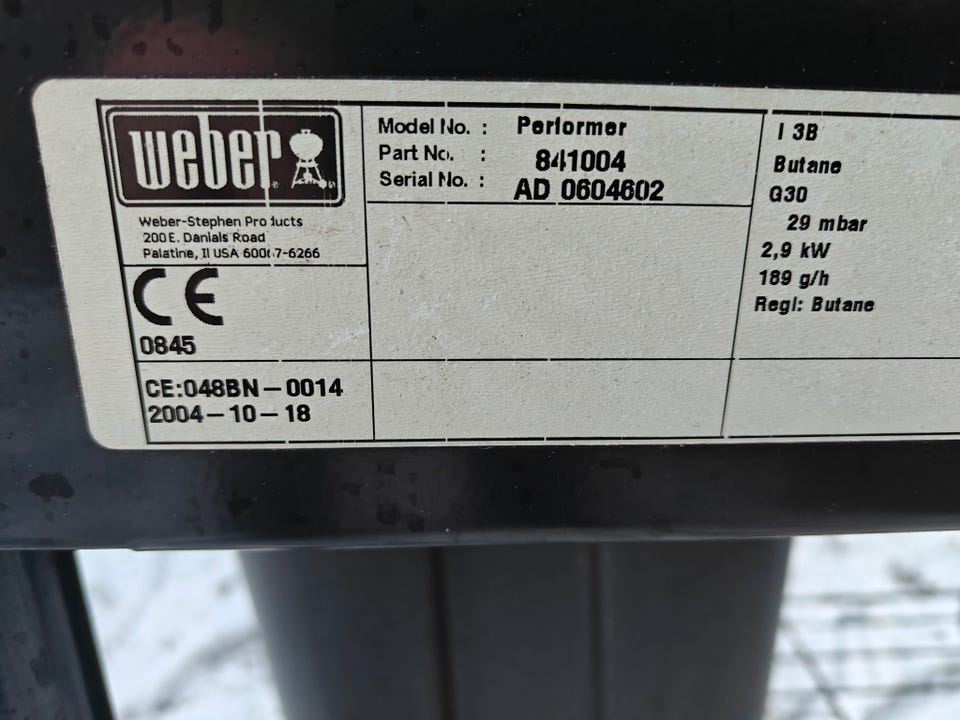 weber
Weber-Stephen Products
200 E. Danials Road
Palatine, Il USA 60067-6266
CE
0845
CE:048BN-0014
2004-10-18
Model No. : Performer
Part No. : 841004
Serial No. : AD 0604602
I 3B
Butane
G30
29 mbar
2,9 kW
189 g/h
Regl: Butane